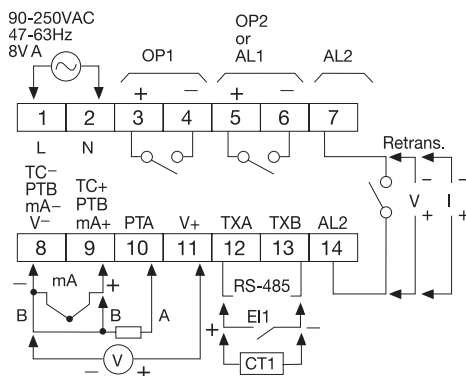 90-250VAC
47-63Hz
8VA
OP1
OP2
or
AL1
AL2
+ − + −
1 2 3 4 5 6 7
L N
Retrans.
TC− TC+
PTB PTB
mA− mA+
V−
PTA V+ TXA TXB AL2
− −
V I
+ +
8 9 10 11 12 13 14
− mA +
B B A
RS-485
EI1
+ −
CT1
− V +